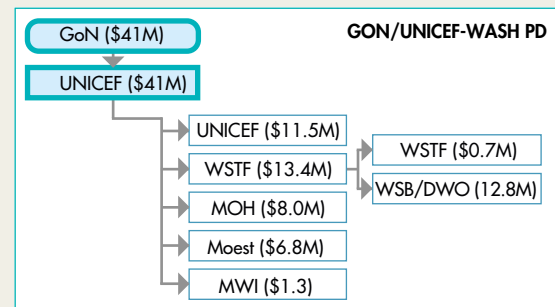 GON/UNICEF-WASH PD
GoN ($41M)
UNICEF ($41M)
UNICEF ($11.5M)
WSTF ($13.4M)
WSTF ($0.7M)
WSB/DWO (12.8M)
MOH ($8.0M)
Moest ($6.8M)
MWI ($1.3)